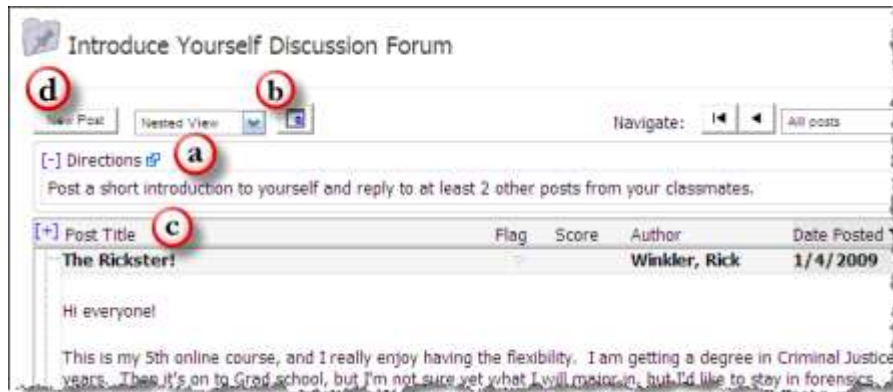 Introduce Yourself Discussion Forum
d
b
New Post Nested View Navigate: All posts
[-] Directions a
Post a short introduction to yourself and reply to at least 2 other posts from your classmates.
[+] Post Title c Flag Score Author Date Posted
The Rickster! Winkler, Rick 1/4/2009
Hi everyone!
This is my 5th online course, and I really enjoy having the flexibility. I am getting a degree in Criminal Justice
years. Then it's on to Grad school, but I'm not sure yet what I will major in, but I'd like to stay in forensics.